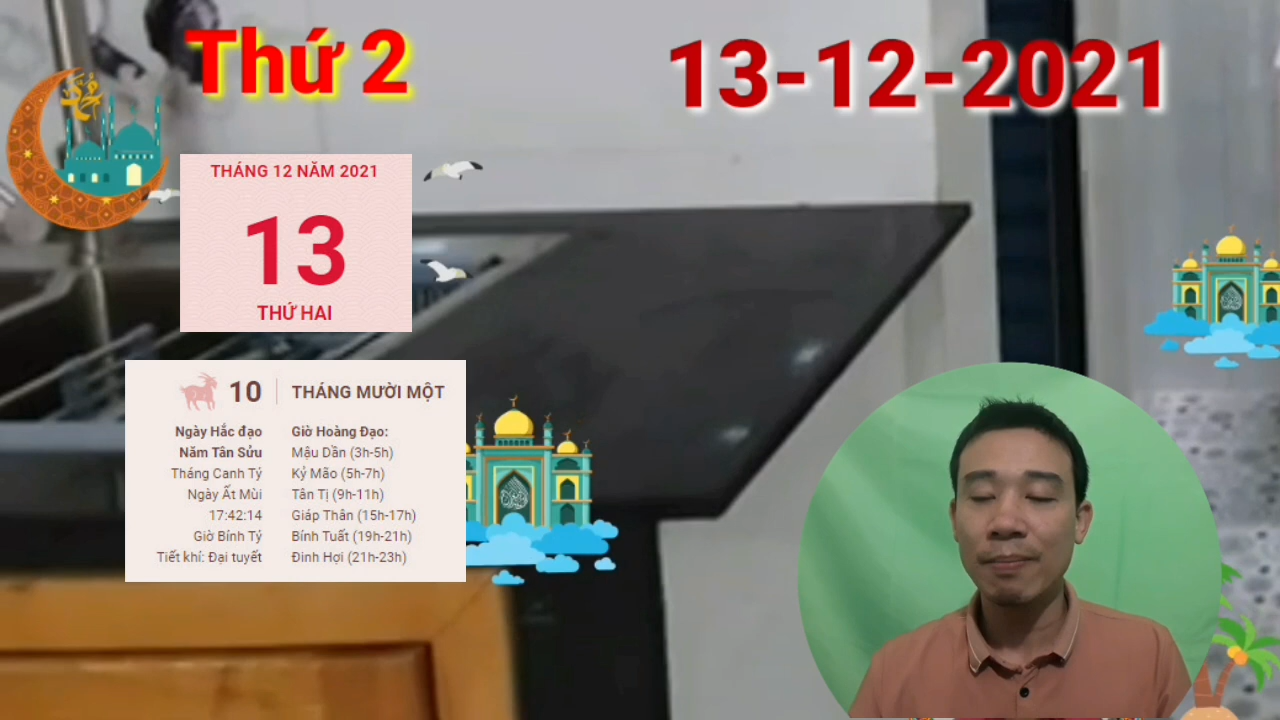 Thứ 2
13-12-2021
THÁNG 12 NĂM 2021
13
THỨ HAI
10
THÁNG MƯỜI MỘT
Ngày Hắc đạo
Năm Tân Sửu
Tháng Canh Tý
Ngày Ất Mùi
17:42:14
Giờ Bính Tý
Tiết khí: Đại tuyết
Giờ Hoàng Đạo:
Mậu Dần (3h-5h)
Kỷ Mão (5h-7h)
Tân Tị (9h-11h)
Giáp Thân (15h-17h)
Bính Tuất (19h-21h)
Đinh Hợi (21h-23h)